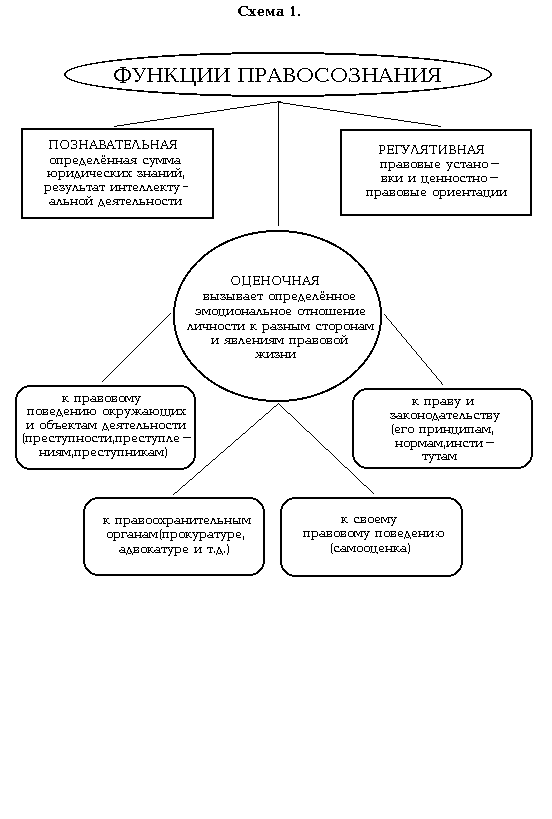 Схема 1.
ФУНКЦИИ ПРАВОСОЗНАНИЯ
ПОЗНАВАТЕЛЬНАЯ
определённая сумма
юридических знаний,
результат интеллекту-
альной деятельности
РЕГУЛЯТИВНАЯ
правовые устано-
вки и ценностно-
правовые ориентации
ОЦЕНОЧНАЯ
вызывает определённое
эмоциональное отношение
личности к разным сторонам
и явлениям правовой
жизни
к правовому
поведению окружающих
и объектам деятельности
(преступности,преступле-
ниям,преступникам)
к праву и
законодательству
(его принципам,
нормам,инсти-
тутам
к правоохранительным
органам(прокуратуре,
адвокатуре и т.д.)
к своему
правовому поведению
(самооценка)